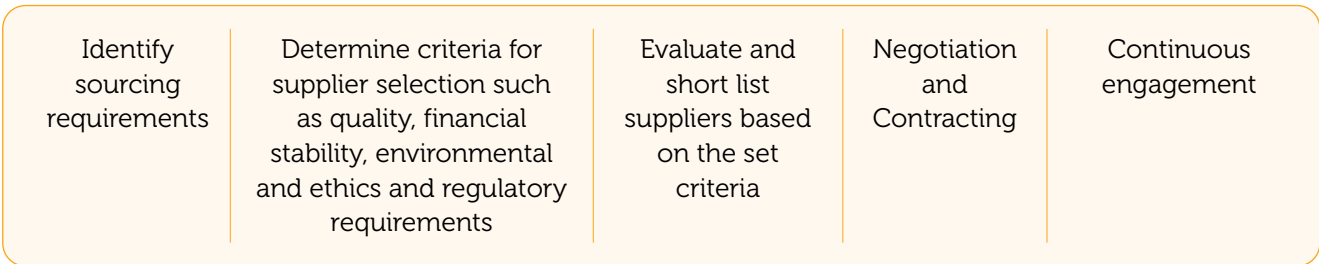 Identify
sourcing
requirements
Determine criteria for
supplier selection such
as quality, financial
stability, environmental
and ethics and regulatory
requirements
Evaluate and
short list
suppliers based
on the set
criteria
Negotiation
and
Contracting
Continuous
engagement